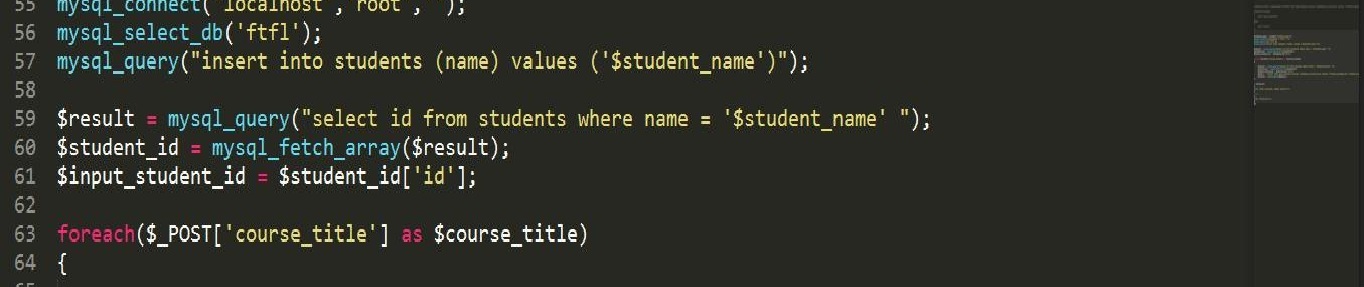 55 mysql_connect('localhost', 'root', '');
56 mysql_select_db('ftfl');
57 mysql_query("insert into students (name) values ('$student_name')");
58
59 $result = mysql_query("select id from students where name = '$student_name' ");
60 $student_id = mysql_fetch_array($result);
61 $input_student_id = $student_id['id'];
62
63 foreach($_POST['course_title'] as $course_title)
64 {
65